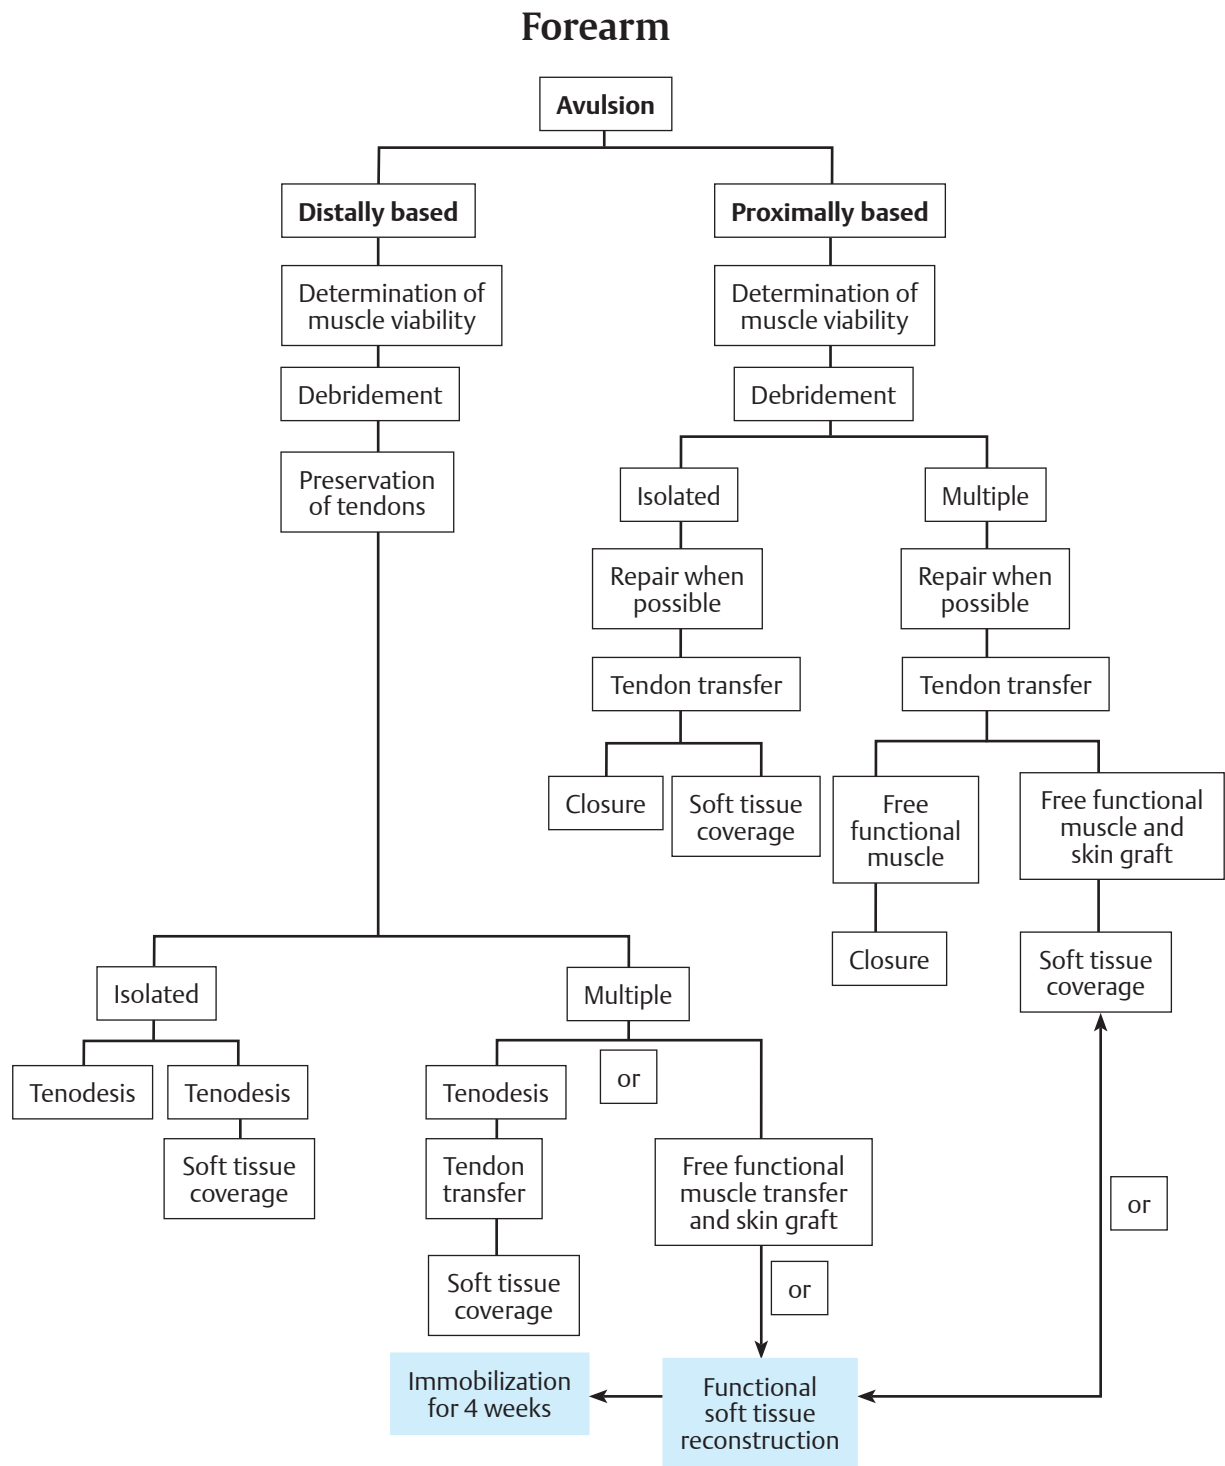 Forearm
Avulsion
Distally based
Proximally based
Determination of
muscle viability
Determination of
muscle viability
Debridement
Debridement
Preservation
of tendons
Isolated
Multiple
Repair when
possible
Repair when
possible
Tendon transfer
Tendon transfer
Closure
Soft tissue
coverage
Free
functional
muscle
Free functional
muscle and
skin graft
Closure
Soft tissue
coverage
Isolated
Multiple
Tenodesis
Tenodesis
Tenodesis
or
Soft tissue
coverage
Tendon
transfer
Free functional
muscle transfer
and skin graft
or
Soft tissue
coverage
or
Immobilization
for 4 weeks
Functional
soft tissue
reconstruction